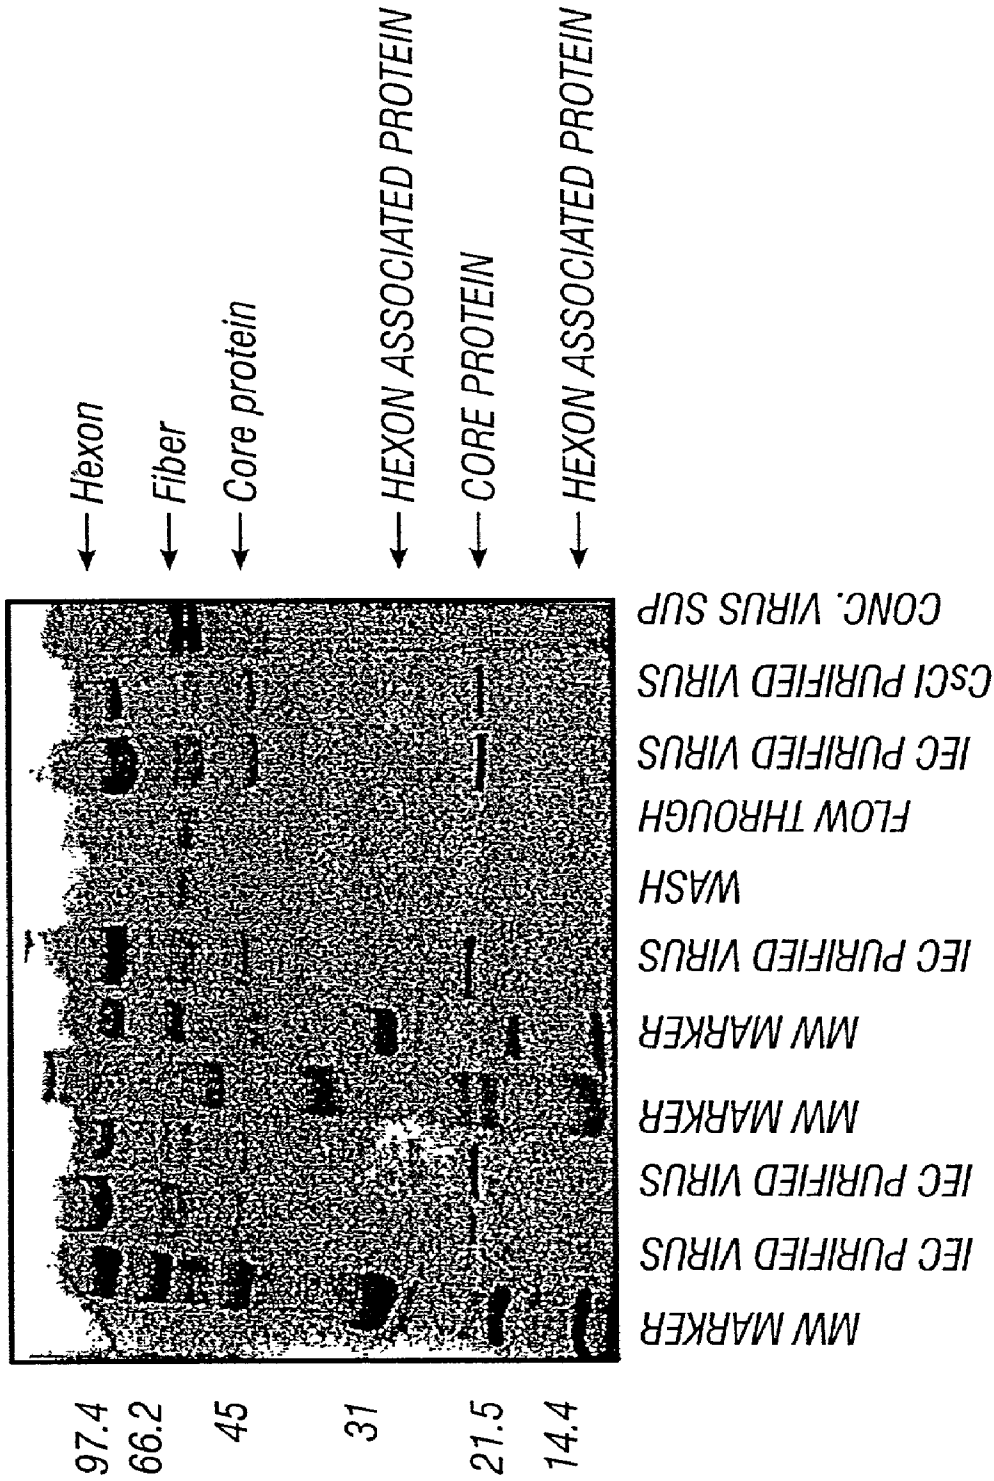 97.4
66.2
45
31
21.5
14.4
MW MARKER
IEC PURIFIED VIRUS
IEC PURIFIED VIRUS
MW MARKER
MW MARKER
IEC PURIFIED VIRUS
WASH
FLOW THROUGH
IEC PURIFIED VIRUS
CsCl PURIFIED VIRUS
CONC. VIRUS SUP
Hexon
Fiber
Core protein
HEXON ASSOCIATED PROTEIN
CORE PROTEIN
HEXON ASSOCIATED PROTEIN